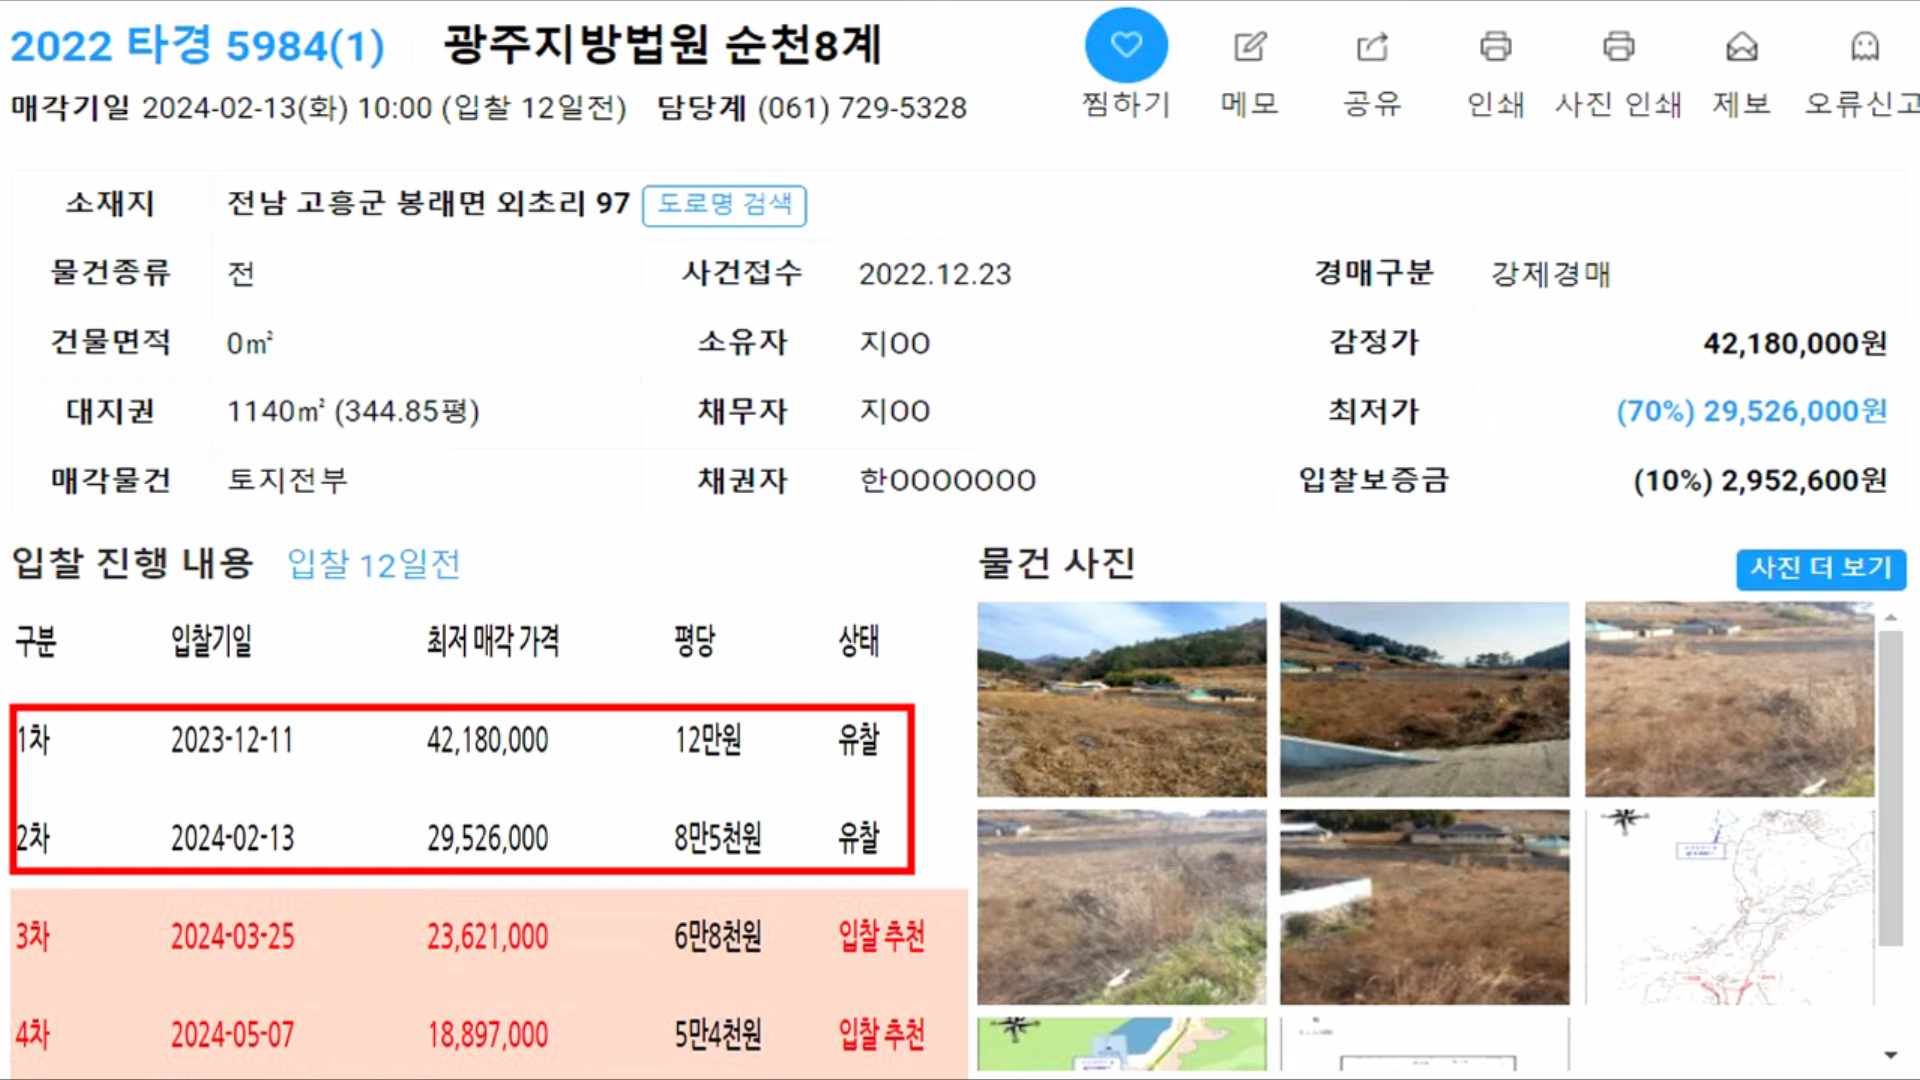 2022 타경 5984(1) 광주지방법원 순천8계
매각기일 2024-02-13(화) 10:00 (입찰 12일전) 담당계 (061) 729-5328
찜하기 메모 공유 인쇄 사진 인쇄 제보 오류신고
소재지 전남 고흥군 봉래면 외초리 97 도로명 검색
물건종류 전 사건접수 2022.12.23 경매구분 강제경매
건물면적 0㎡ 소유자 지OO 감정가 42,180,000원
대지권 1140㎡ (344.85평) 채무자 지OO 최저가 (70%) 29,526,000원
매각물건 토지전부 채권자 한OOOOOOO 입찰보증금 (10%) 2,952,600원
입찰 진행 내용 입찰 12일전
구분 입찰기일 최저 매각 가격 평당 상태
1차 2023-12-11 42,180,000 12만원 유찰
2차 2024-02-13 29,526,000 8만5천원 유찰
3차 2024-03-25 23,621,000 6만8천원 입찰 추천
4차 2024-05-07 18,897,000 5만4천원 입찰 추천
물건 사진 사진 더 보기